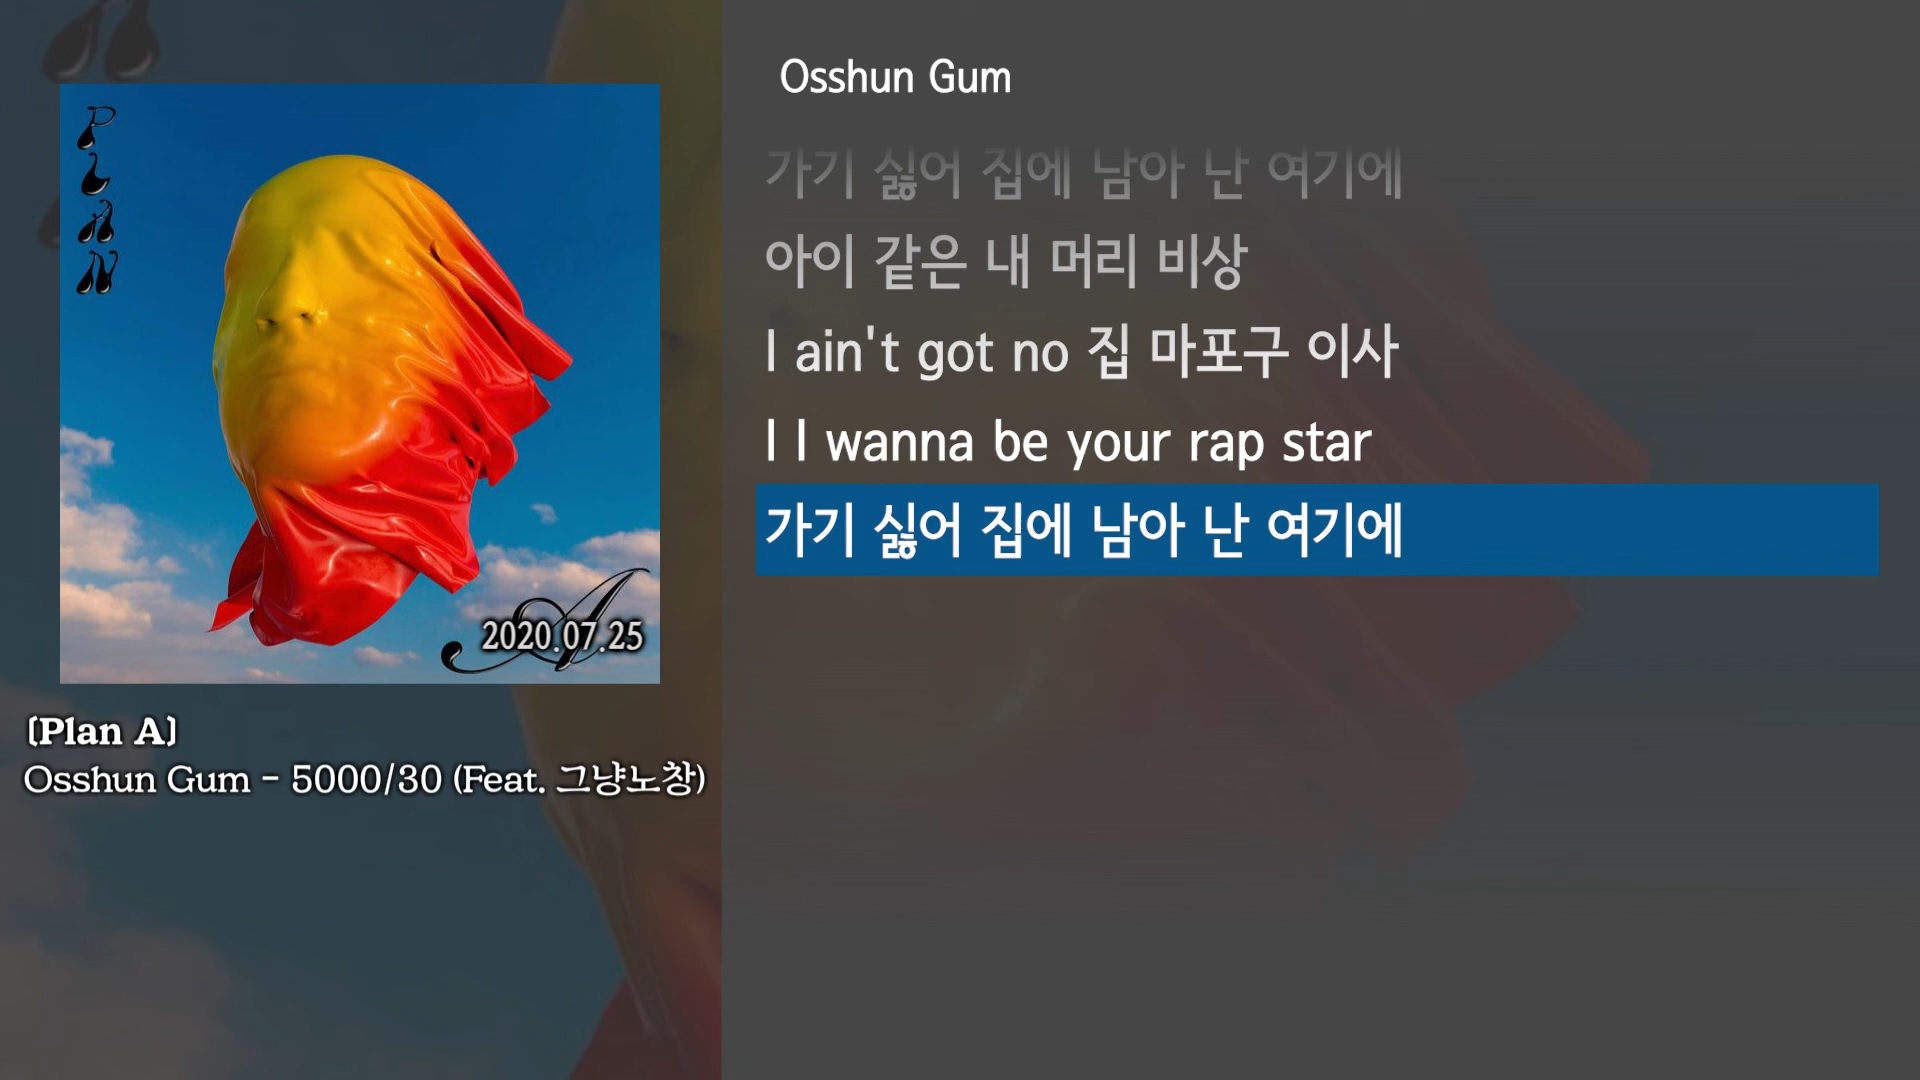 PLAN
A
2020.07.25
[Plan A]
Osshun Gum - 5000/30 (Feat. 그냥노창)
Osshun Gum
가기 싫어 집에 남아 난 여기에
아이 같은 내 머리 비상
I ain't got no 집 마포구 이사
I I wanna be your rap star
가기 싫어 집에 남아 난 여기에